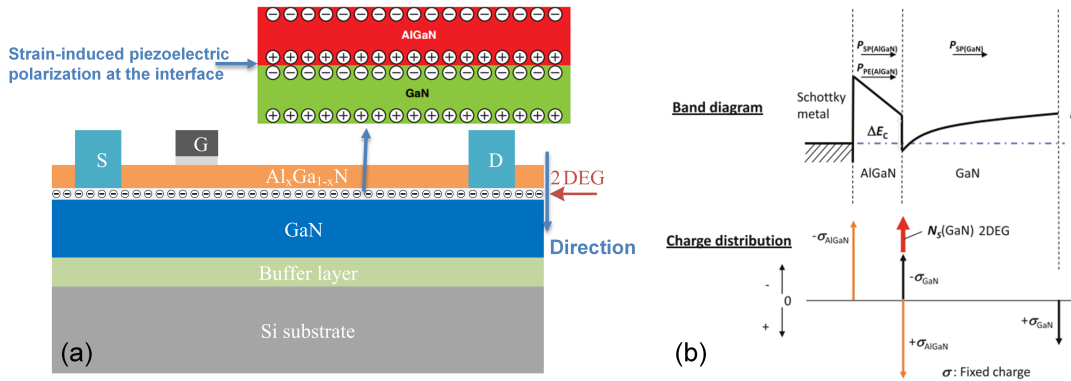 Strain-induced piezoelectric
polarization at the interface
AlGaN
GaN
S
G
D
AlxGa1-xN
2DEG
GaN
Direction
Buffer layer
Si substrate
(a)
PSP(AlGaN)
PSP(GaN)
PPE(AlGaN)
Band diagram
Schottky
metal
ΔEC
AlGaN
GaN
Charge distribution
-σAlGaN
NS(GaN) 2DEG
-σGaN
-
0
+
+σGaN
+σAlGaN
(b)
σ: Fixed charge